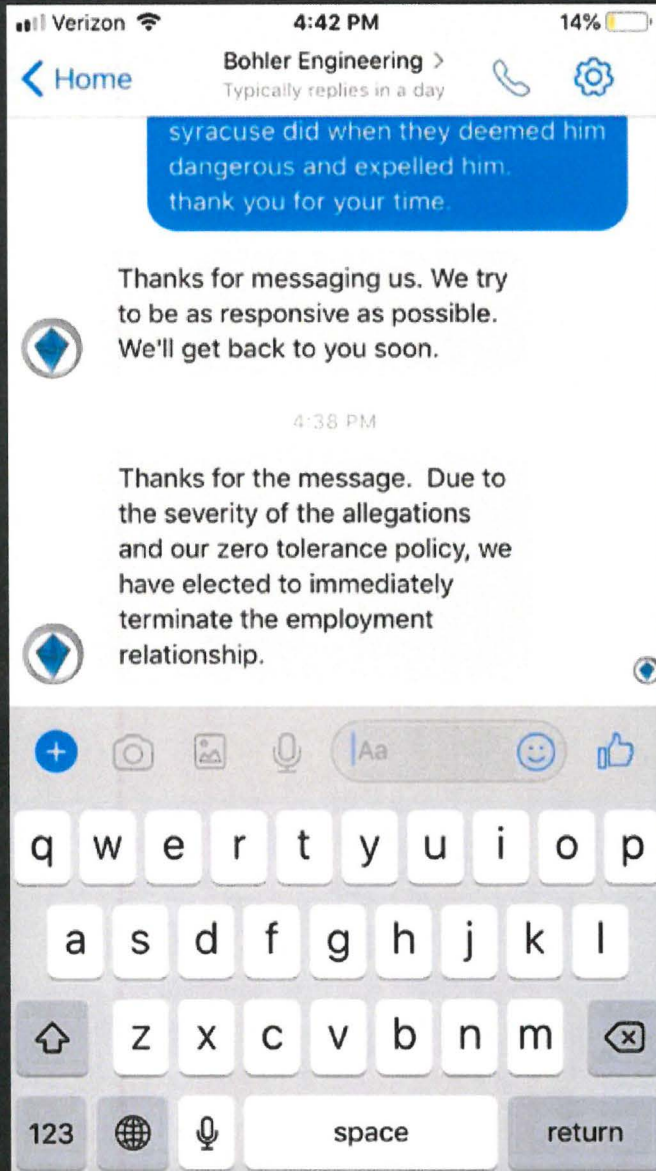 Verizon 4:42 PM 14%
Home
Bohler Engineering >
Typically replies in a day
syracuse did when they deemed him
dangerous and expelled him.
thank you for your time.
Thanks for messaging us. We try
to be as responsive as possible.
We'll get back to you soon.
4:38 PM
Thanks for the message.  Due to
the severity of the allegations
and our zero tolerance policy, we
have elected to immediately
terminate the employment
relationship.
Aa
q w e r t y u i o p
a s d f g h j k l
z x c v b n m
123 space return